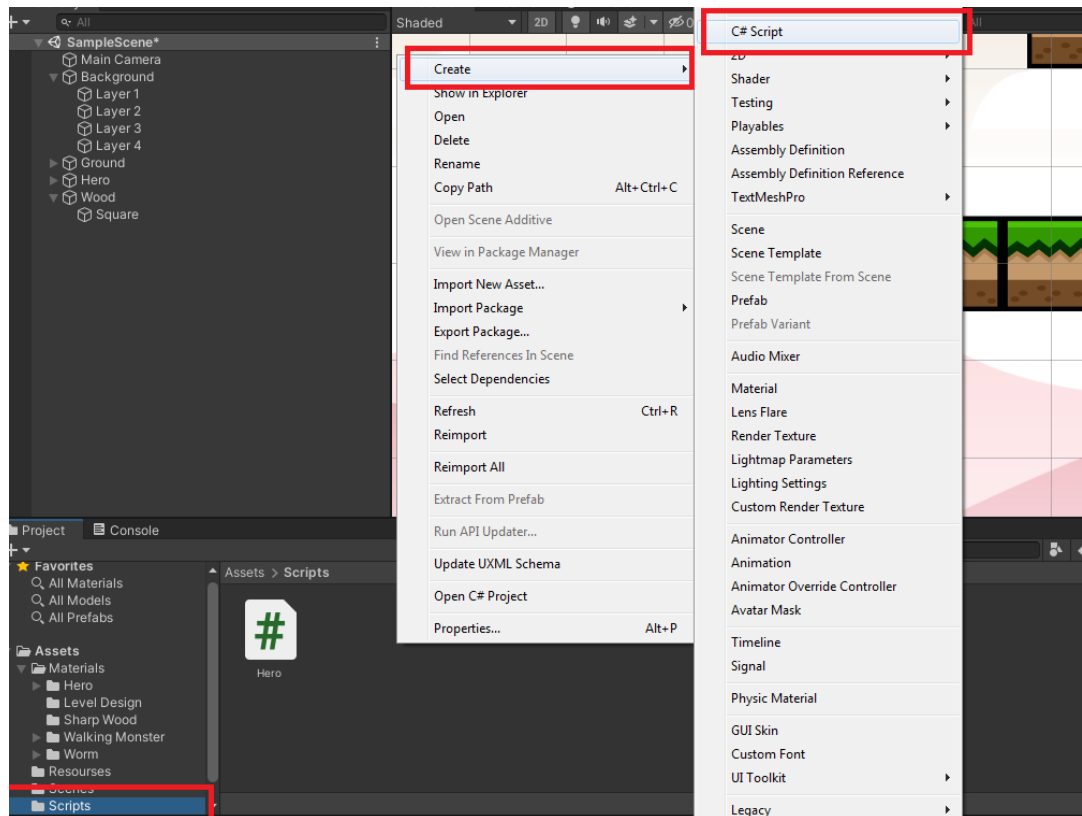 All
SampleScene*
Main Camera
Background
Layer 1
Layer 2
Layer 3
Layer 4
Ground
Hero
Wood
Square
Shaded
2D
0
All
Create
Show in Explorer
Open
Delete
Rename
Copy Path Alt+Ctrl+C
Open Scene Additive
View in Package Manager
Import New Asset...
Import Package
Export Package...
Find References In Scene
Select Dependencies
Refresh Ctrl+R
Reimport
Reimport All
Extract From Prefab
Run API Updater...
Update UXML Schema
Open C# Project
Properties... Alt+P
C# Script
2D
Shader
Testing
Playables
Assembly Definition
Assembly Definition Reference
TextMeshPro
Scene
Scene Template
Scene Template From Scene
Prefab
Prefab Variant
Audio Mixer
Material
Lens Flare
Render Texture
Lightmap Parameters
Lighting Settings
Custom Render Texture
Animator Controller
Animation
Animator Override Controller
Avatar Mask
Timeline
Signal
Physic Material
GUI Skin
Custom Font
UI Toolkit
Legacy
Project
Console
Favorites
All Materials
All Models
All Prefabs
Assets
Materials
Hero
Level Design
Sharp Wood
Walking Monster
Worm
Resourses
Scenes
Scripts
Assets > Scripts
#
Hero